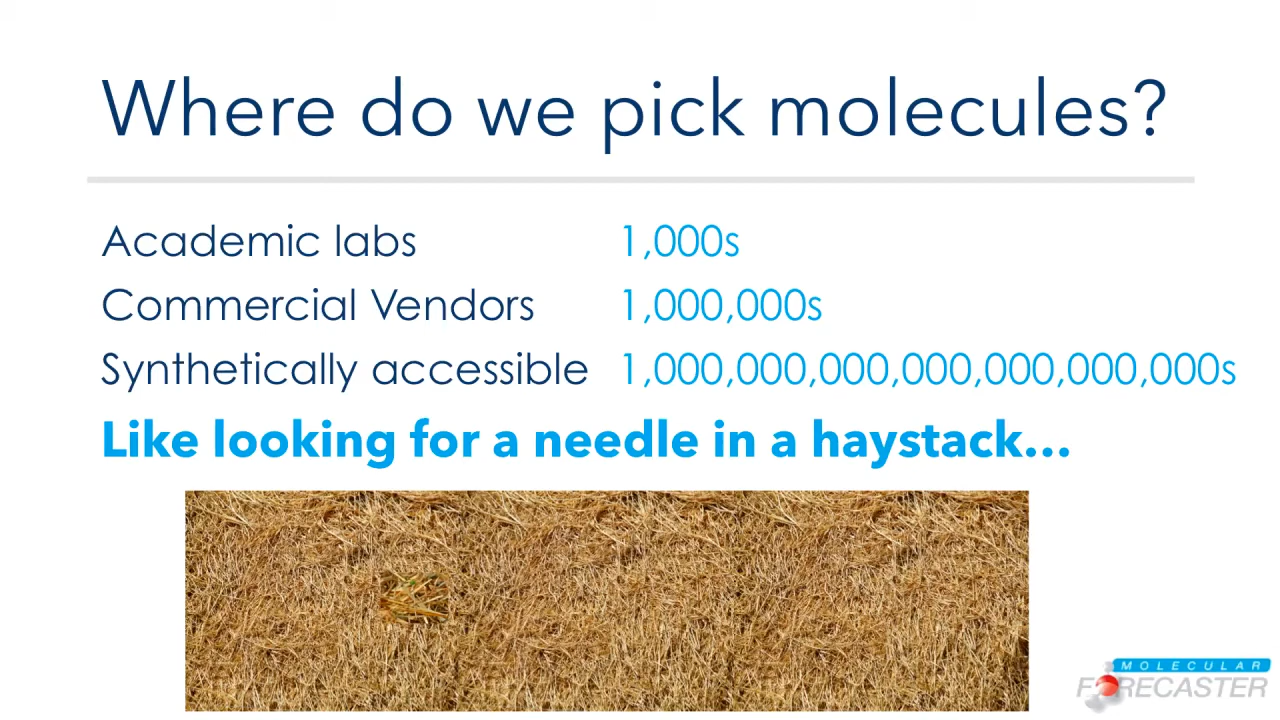 Where do we pick molecules?
Academic labs 1,000s
Commercial Vendors 1,000,000s
Synthetically accessible 1,000,000,000,000,000,000,000s
Like looking for a needle in a haystack...
MOLECULAR
FORECASTER